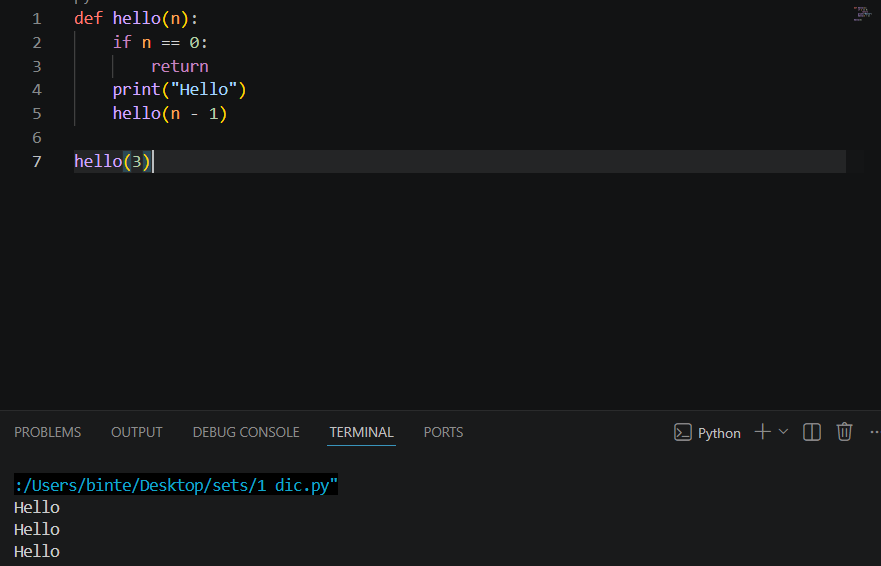 1 def hello(n):
2     if n == 0:
3         return
4     print("Hello")
5     hello(n - 1)
6
7 hello(3)
PROBLEMS OUTPUT DEBUG CONSOLE TERMINAL PORTS Python
:/Users/binte/Desktop/sets/1 dic.py"
Hello
Hello
Hello